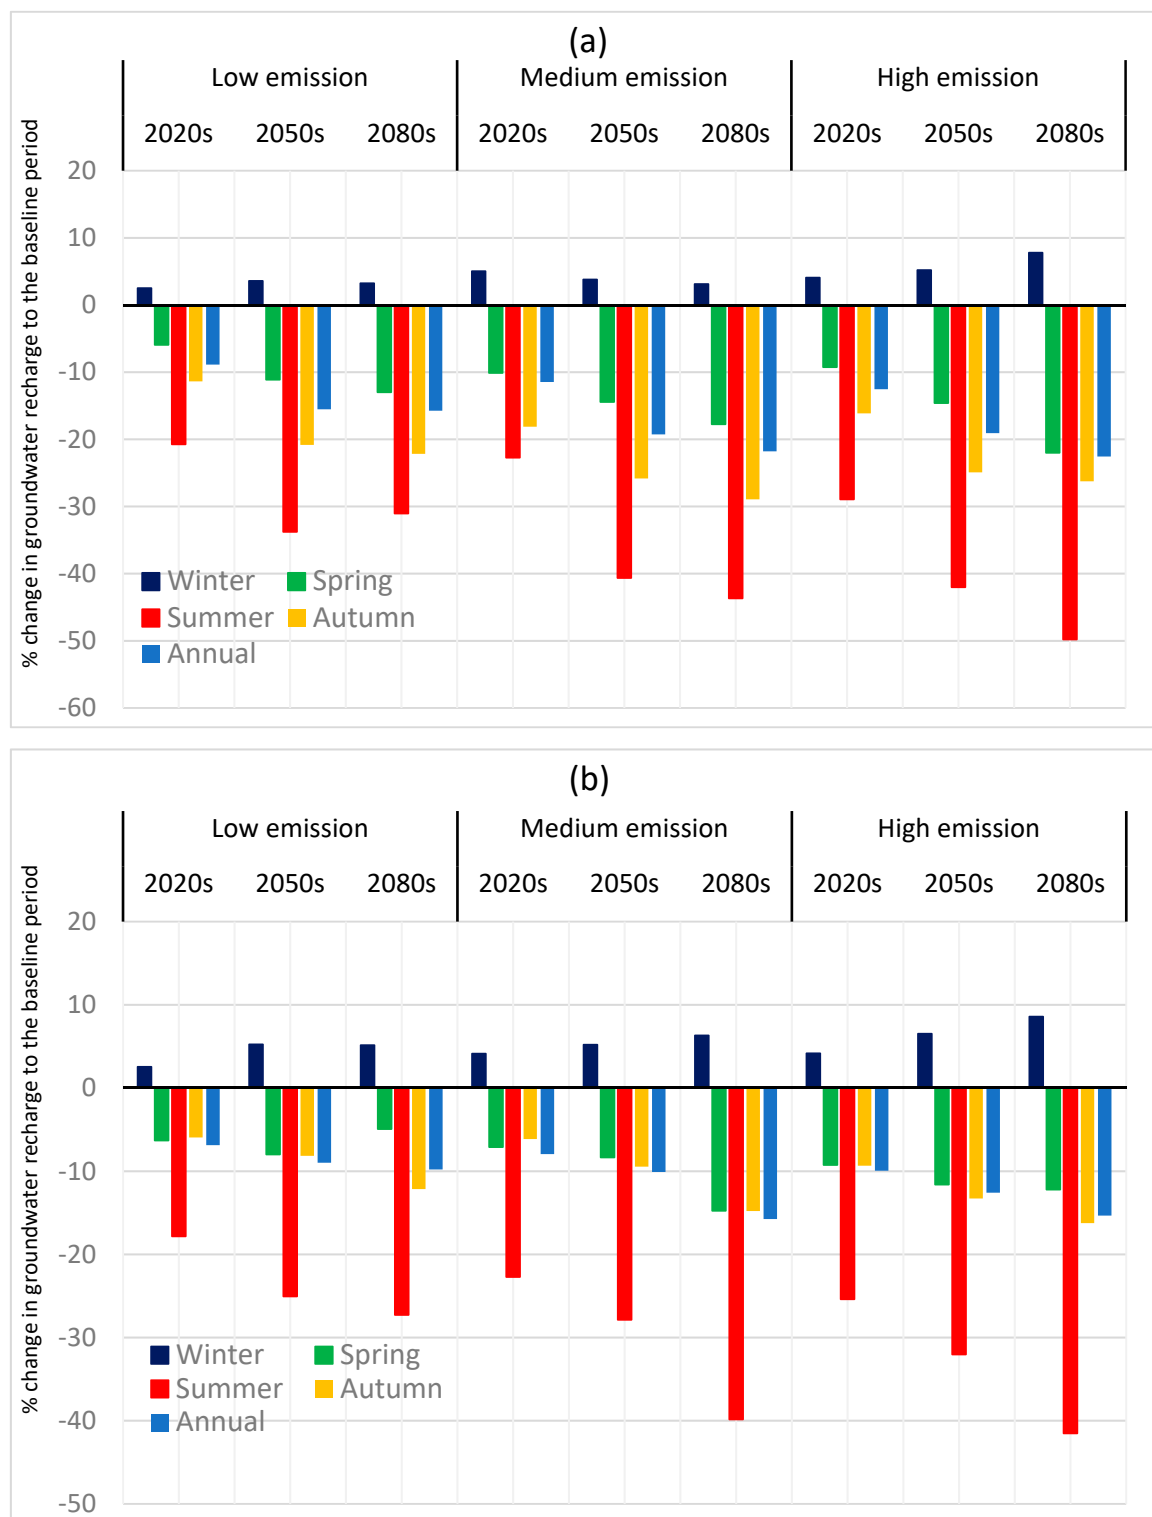 (a)
Low emission Medium emission High emission
2020s 2050s 2080s 2020s 2050s 2080s 2020s 2050s 2080s
% change in groundwater recharge to the baseline period
20
10
0
-10
-20
-30
-40
-50
-60
Winter Spring
Summer Autumn
Annual
(b)
Low emission Medium emission High emission
2020s 2050s 2080s 2020s 2050s 2080s 2020s 2050s 2080s
% change in groundwater recharge to the baseline period
20
10
0
-10
-20
-30
-40
-50
Winter Spring
Summer Autumn
Annual